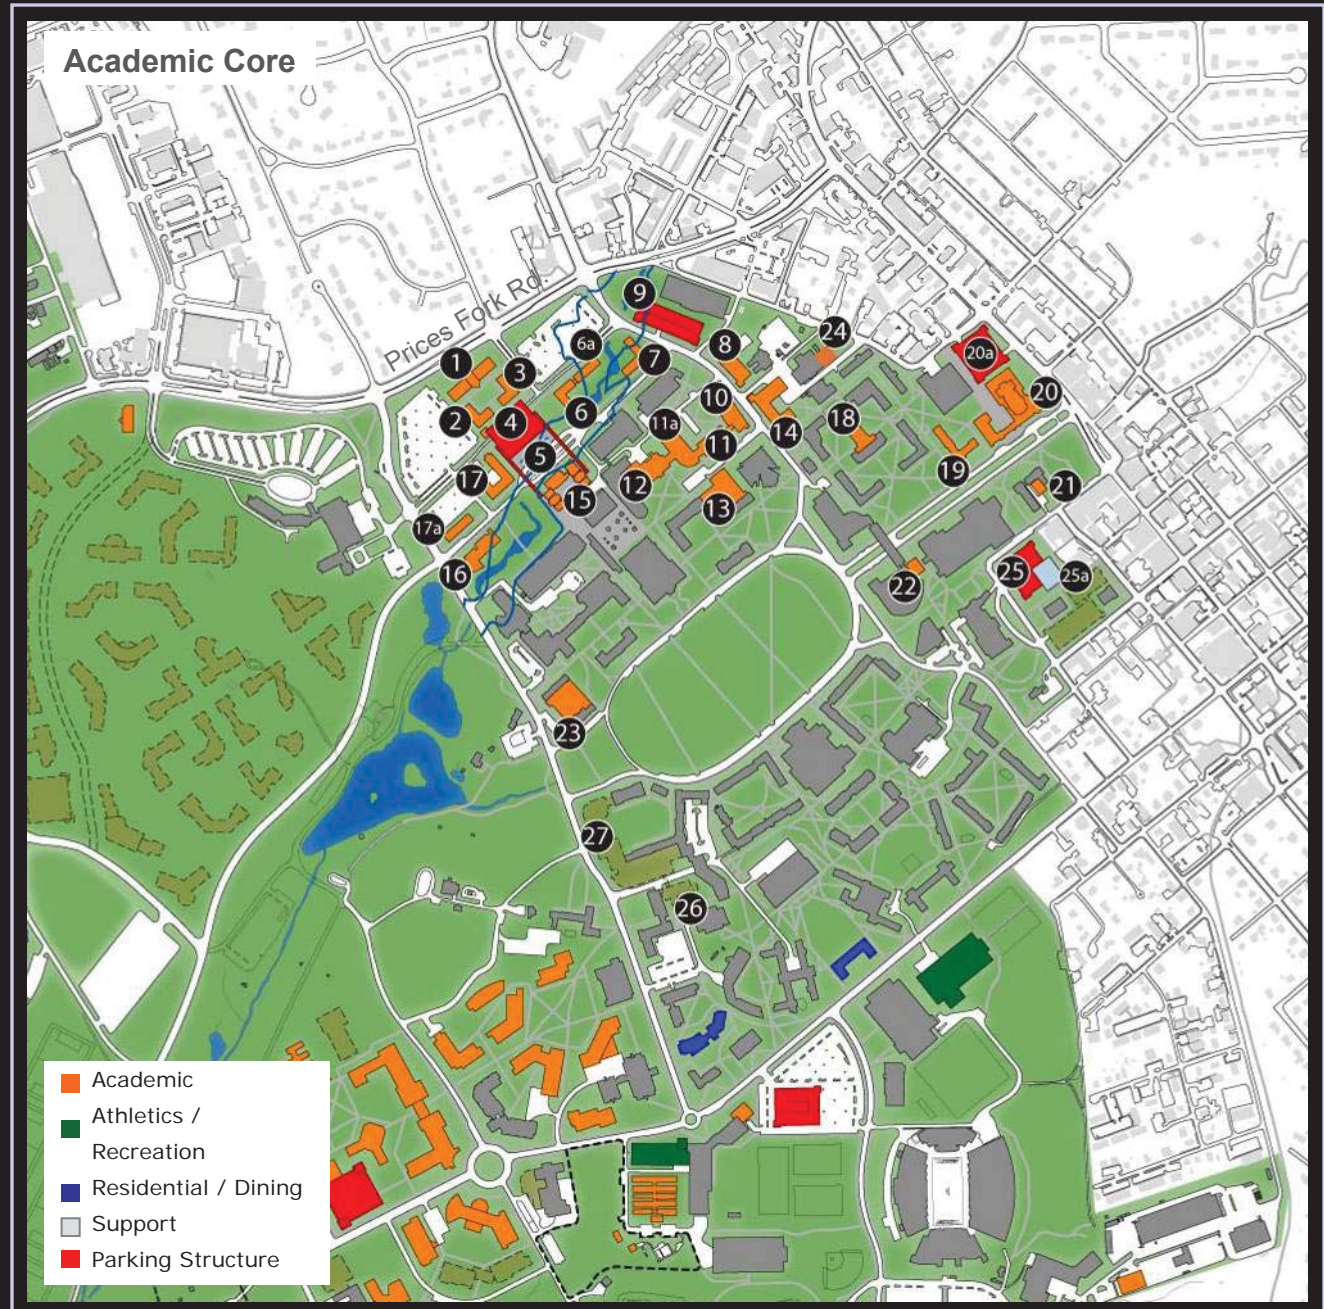 Academic Core
Prices Fork Rd.
9
6a
7
8
24
1
3
20a
2
4
6
10
20
11a
18
5
11
14
17
12
19
15
13
21
17a
16
22
25
25a
23
27
26
Academic
Athletics /
Recreation
Residential / Dining
Support
Parking Structure